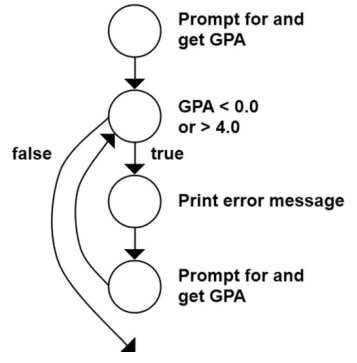 Prompt for and
get GPA
GPA < 0.0
or > 4.0
false
true
Print error message
Prompt for and
get GPA